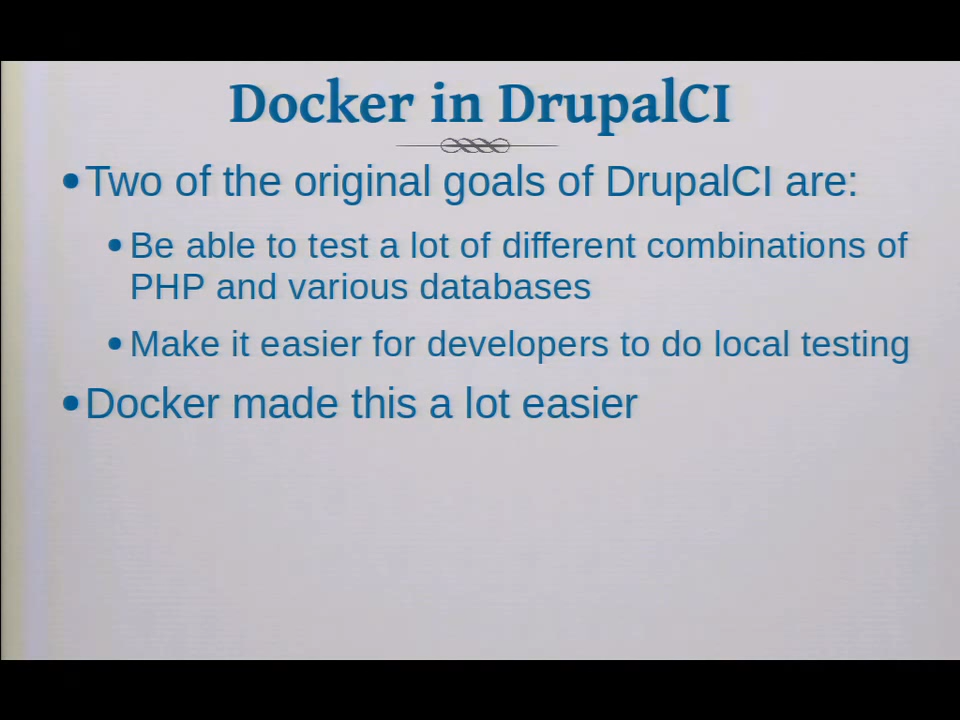 Docker in DrupalCI
•Two of the original goals of DrupalCI are:
•Be able to test a lot of different combinations of
PHP and various databases
•Make it easier for developers to do local testing
•Docker made this a lot easier